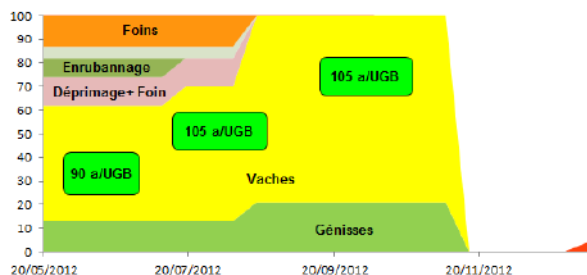 100
90
80
70
60
50
40
30
20
10
0
Foins
Enrubannage
Déprimage+ Foin
105 a/UGB
105 a/UGB
90 a/UGB
Vaches
Génisses
20/05/2012 20/07/2012 20/09/2012 20/11/2012